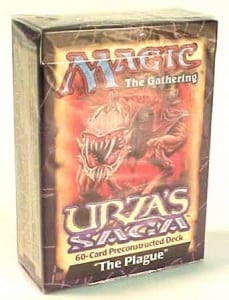 MAGIC
The Gathering
URZA'S
SAGA
60-Card Preconstructed Deck
"The Plague"